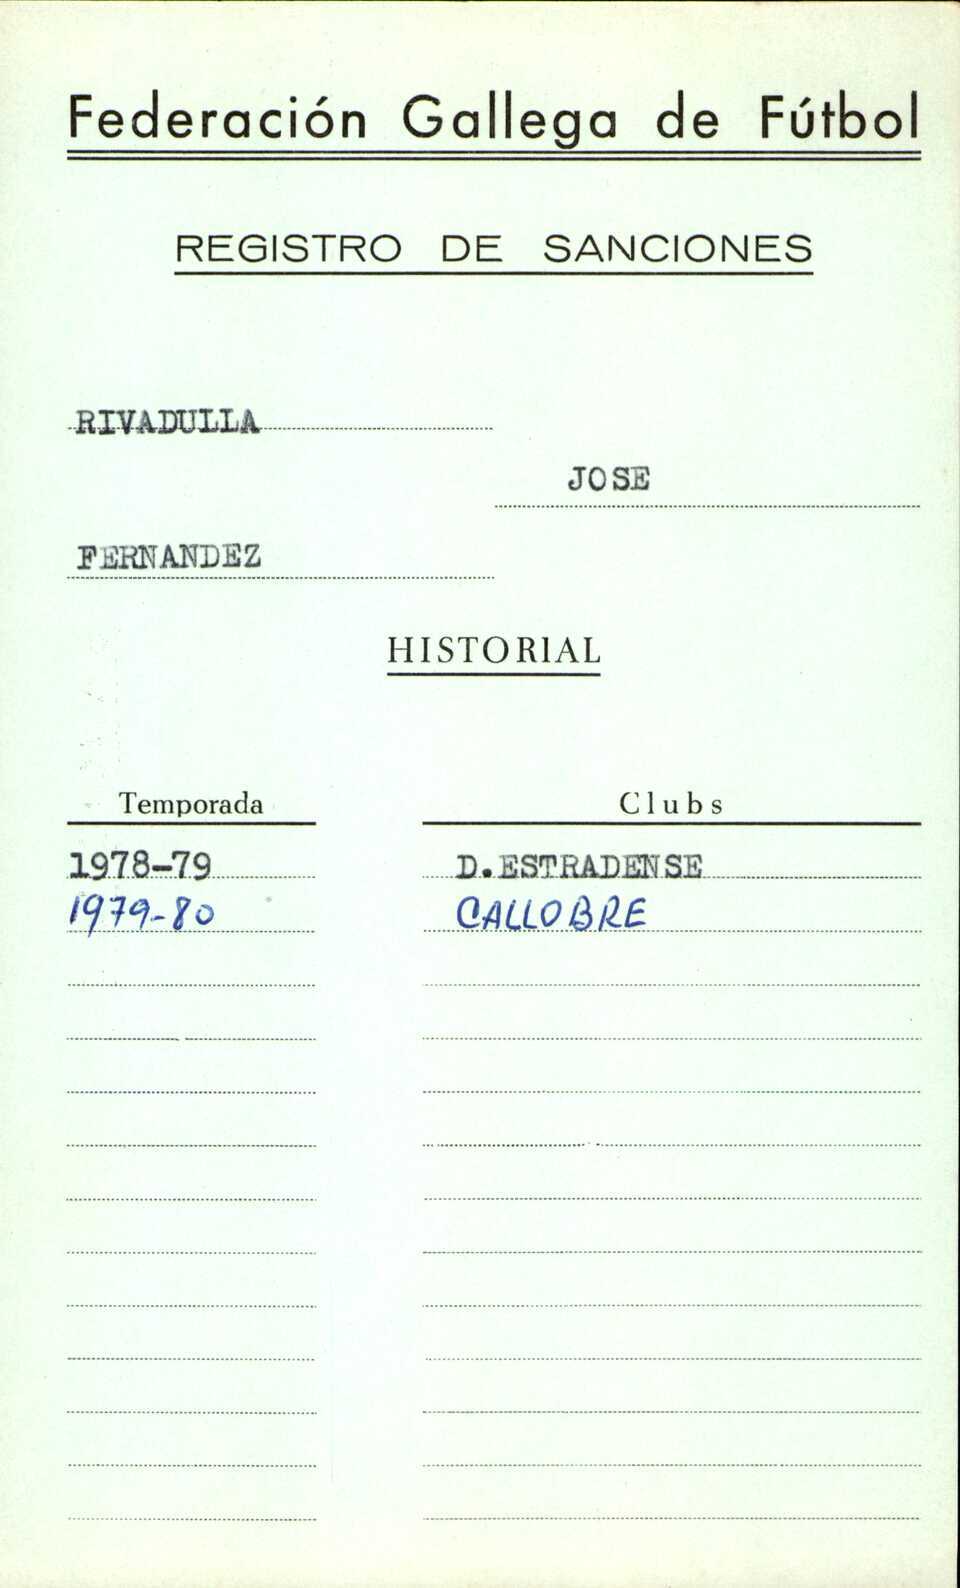 Federación Gallega de Fútbol
REGISTRO DE SANCIONES
RIVADULLA
JOSE
FERNANDEZ
HISTORIAL
Temporada Clubs
1978-79 D. ESTRADENSE
1979-80 CALLOBRE